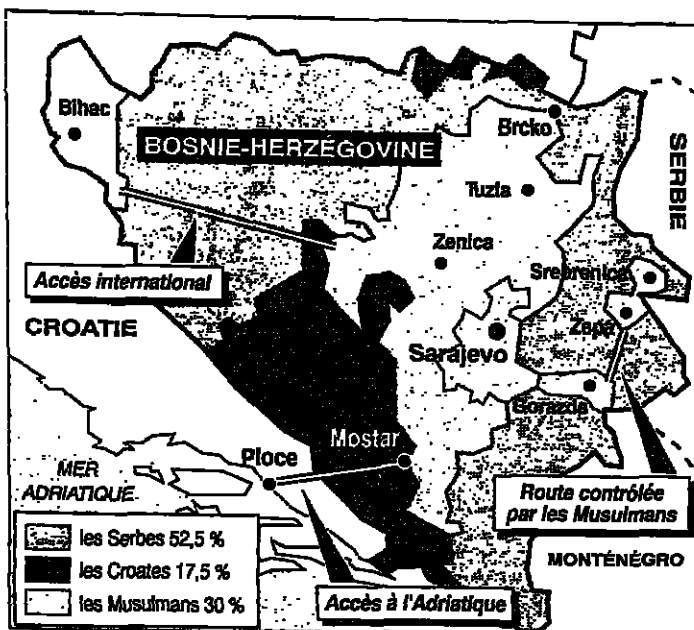 Bihac
BOSNIE-HERZÉGOVINE
Brcko
SERBIE
Tuzla
Zenica
Srebrenica
Accès international
Zepa
CROATIE
Sarajevo
Gorazde
Mostar
Ploce
MER
ADRIATIQUE
Route contrôlée
par les Musulmans
les Serbes 52,5 %
les Croates 17,5 %
MONTÉNÉGRO
les Musulmans 30 %
Accès à l'Adriatique